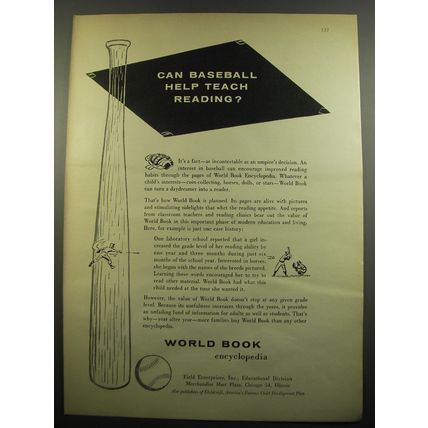 137
CAN BASEBALL
HELP TEACH
READING?
It's a fact—as incontestable as an umpire's decision. An
interest in baseball can encourage improved reading
habits through the pages of World Book Encyclopedia. Whatever a
child's interests—coin-collecting, horses, dolls, or stars—World Book
can turn a daydreamer into a reader.
That's how World Book is planned. Its pages are alive with pictures
and stimulating sidelights that whet the reading appetite. And reports
from classroom teachers and reading clinics bear out the value of
World Book in this important phase of modern education and living.
Here, for example is just one case history:
One laboratory school reported that a girl in-
creased the grade level of her reading ability by
one year and three months during just six
months of the school year. Interested in horses,
she began with the names of the breeds pictured.
Learning these words encouraged her to try to
read other material. World Book had what this
child needed at the time she wanted it.
However, the value of World Book doesn't stop at any given grade
level. Because its usefulness increases through the years, it provides
an unfailing fund of information for adults as well as students. That's
why—year after year—more families buy World Book than any other
encyclopedia.
WORLD BOOK
encyclopedia
Field Enterprises, Inc., Educational Division
Merchandise Mart Plaza, Chicago 54, Illinois
Also publishers of Childcraft, America's Famous Child Development Plan